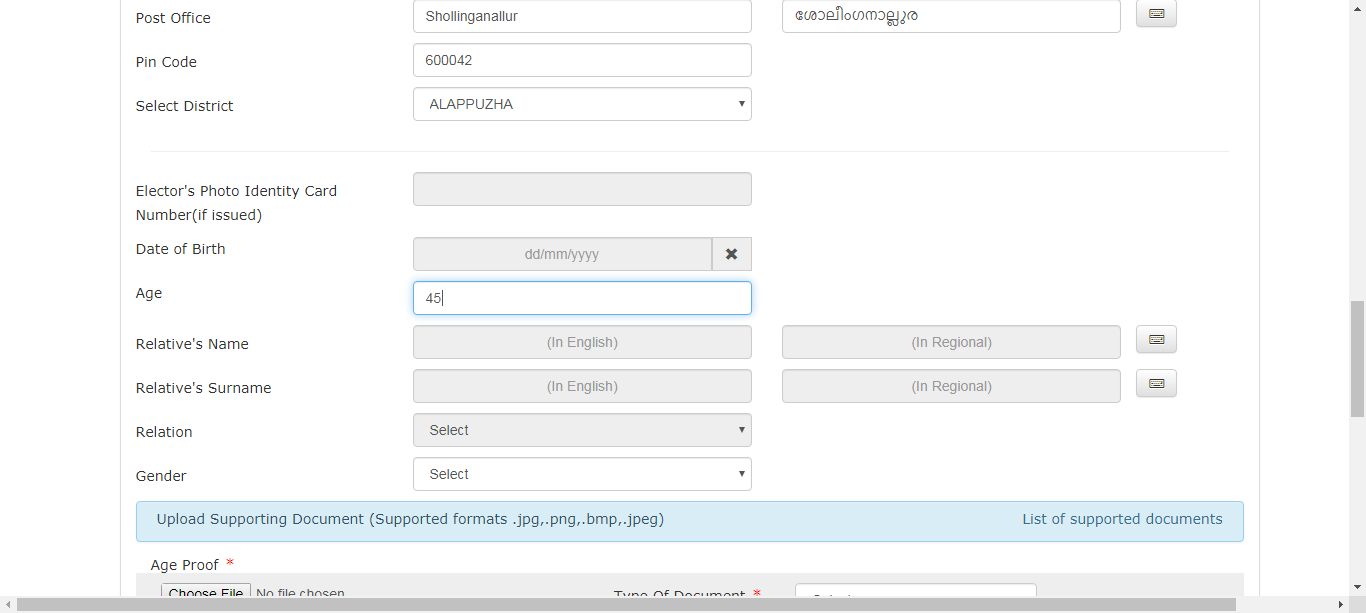 Post Office Shollinganallur ശോലീംഗനാല്ലുര
Pin Code 600042
Select District ALAPPUZHA
Elector's Photo Identity Card
Number(if issued)
Date of Birth dd/mm/yyyy
Age 45
Relative's Name (In English) (In Regional)
Relative's Surname (In English) (In Regional)
Relation Select
Gender Select
Upload Supporting Document (Supported formats .jpg,.png,.bmp,.jpeg) List of supported documents
Age Proof *
Choose File No file chosen Type Of Document *